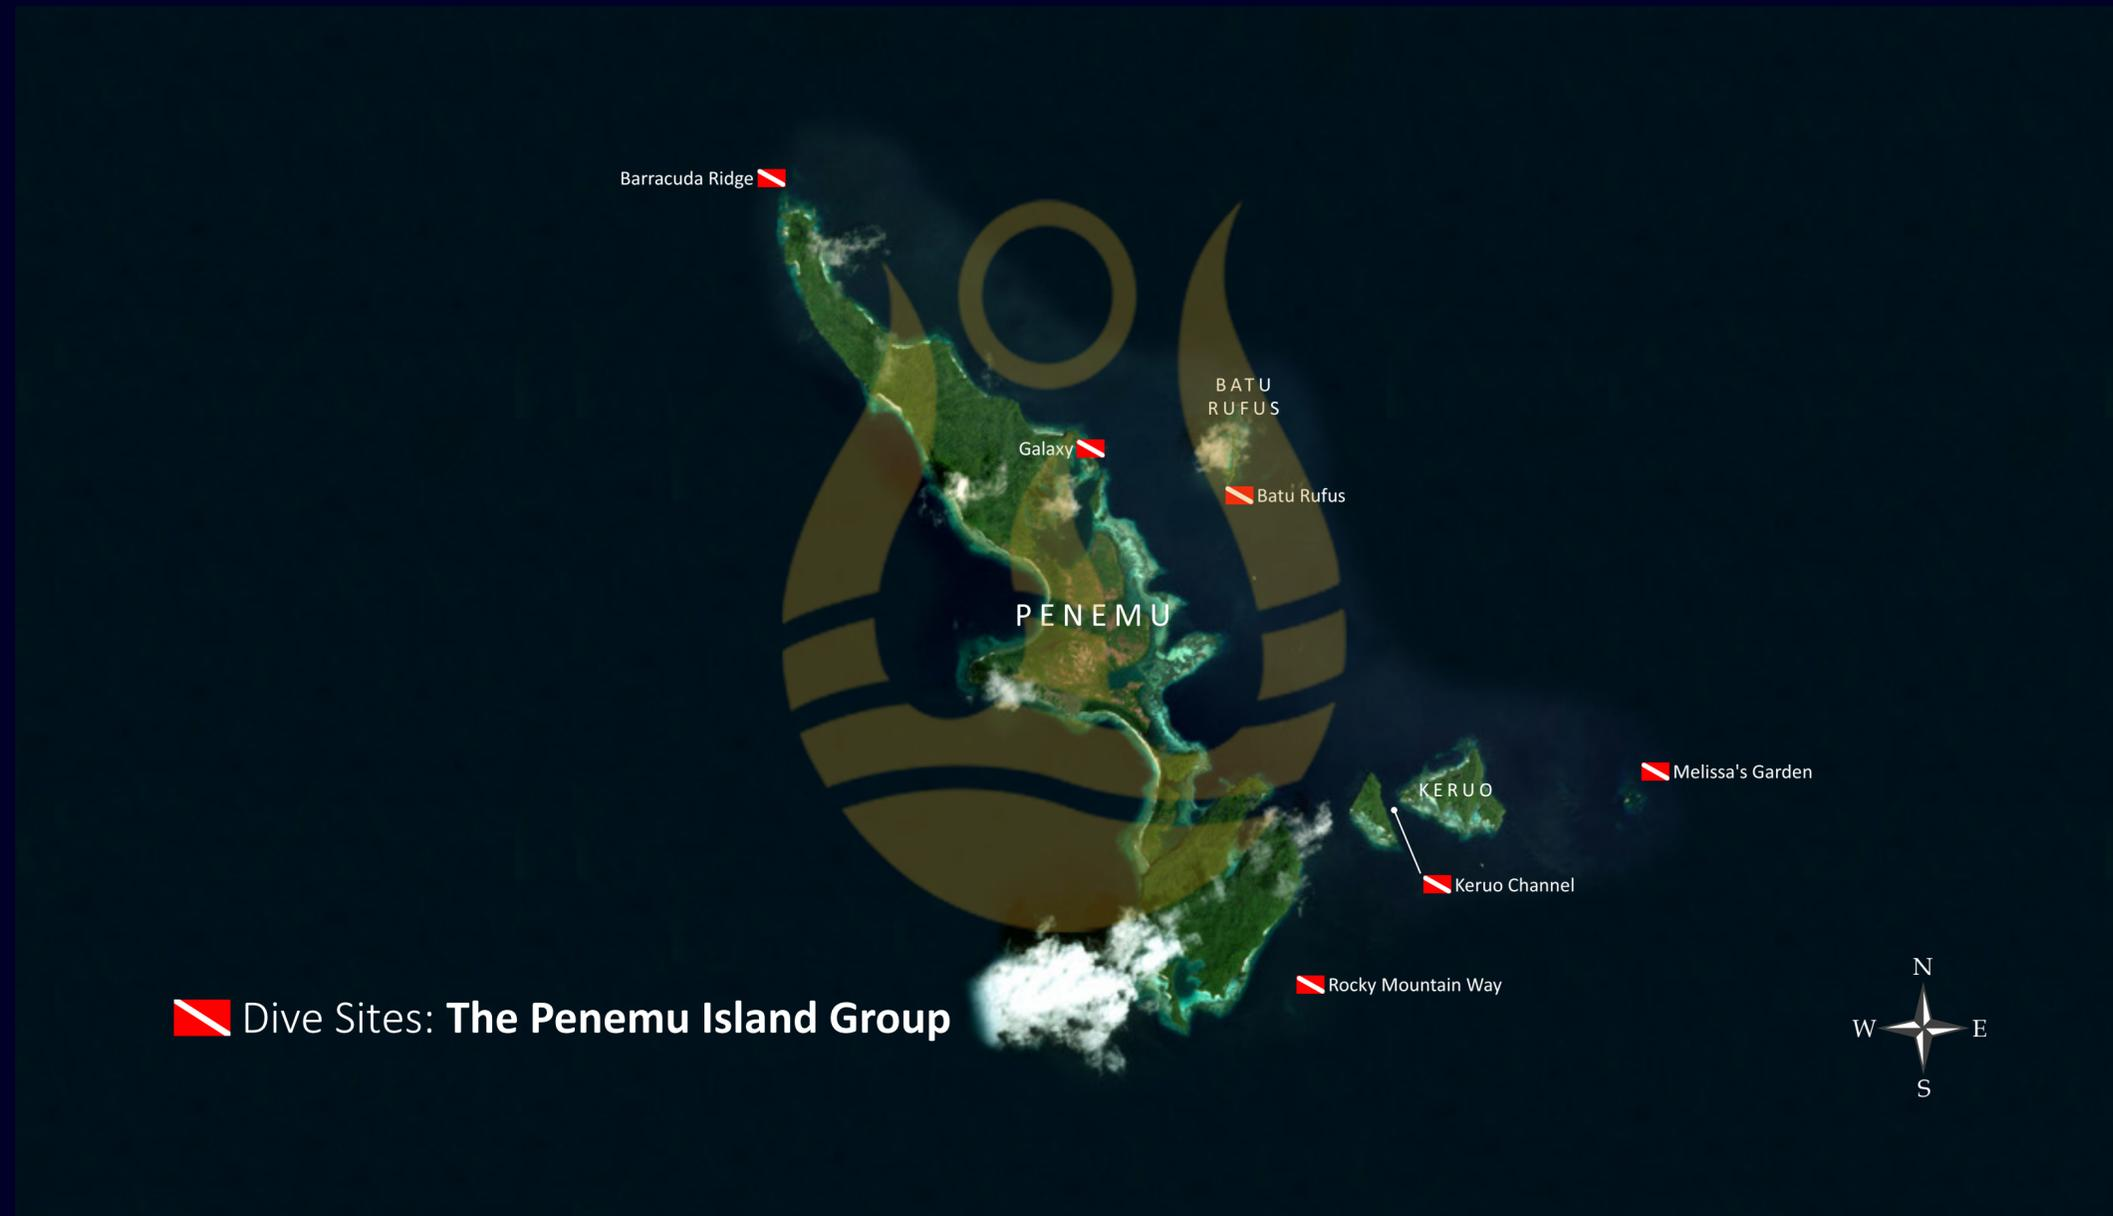 Barracuda Ridge
BATU
RUFUS
Galaxy
Batu Rufus
PENEMU
Melissa's Garden
KERUO
Keruo Channel
Rocky Mountain Way
Dive Sites: The Penemu Island Group
N
W E
S